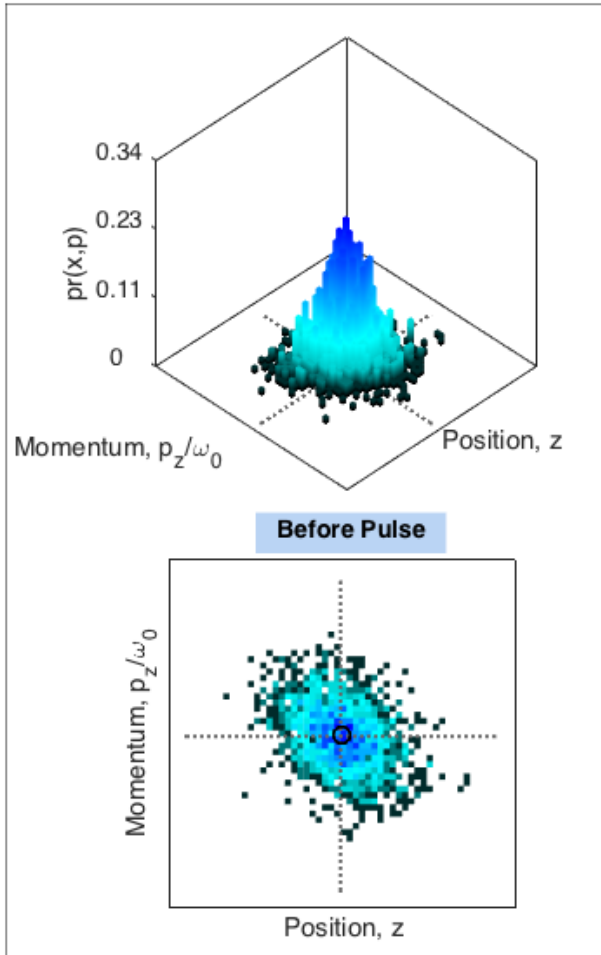 0.34
0.23
0.11
0
pr(x,p)
Momentum, p_z/ω_0
Position, z
Before Pulse
Momentum, p_z/ω_0
Position, z